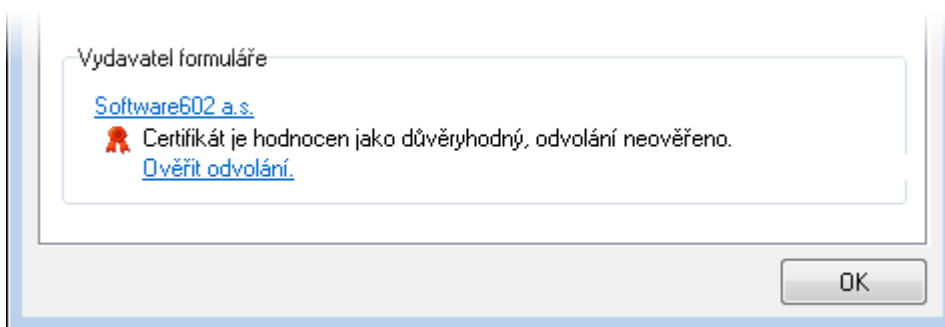 Vydavatel formuláře
Software602 a.s.
Certifikát je hodnocen jako důvěryhodný, odvolání neověřeno.
Ověřit odvolání.
OK